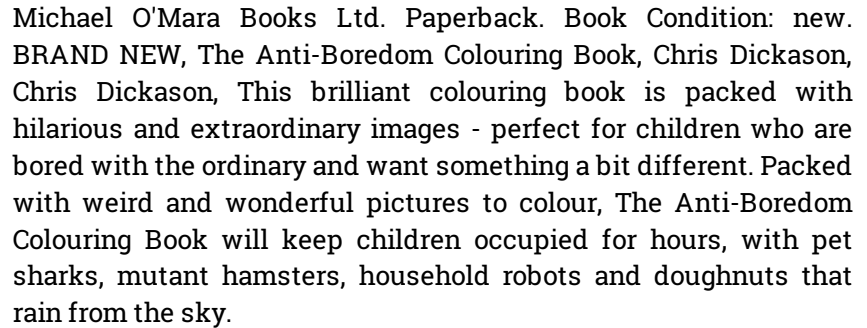 Michael O'Mara Books Ltd. Paperback. Book Condition: new.
BRAND NEW, The Anti-Boredom Colouring Book, Chris Dickason,
Chris Dickason, This brilliant colouring book is packed with
hilarious and extraordinary images - perfect for children who are
bored with the ordinary and want something a bit different. Packed
with weird and wonderful pictures to colour, The Anti-Boredom
Colouring Book will keep children occupied for hours, with pet
sharks, mutant hamsters, household robots and doughnuts that
rain from the sky.